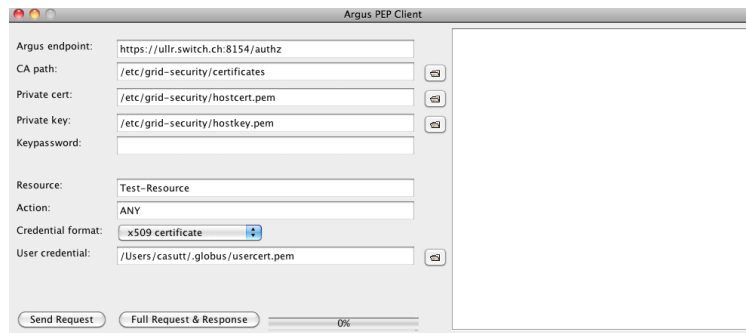 Argus PEP Client
Argus endpoint: https://ullr.switch.ch:8154/authz
CA path: /etc/grid-security/certificates
Private cert: /etc/grid-security/hostcert.pem
Private key: /etc/grid-security/hostkey.pem
Keypassword:
Resource: Test-Resource
Action: ANY
Credential format: x509 certificate
User credential: /Users/casutt/.globus/usercert.pem
Send Request Full Request & Response 0%